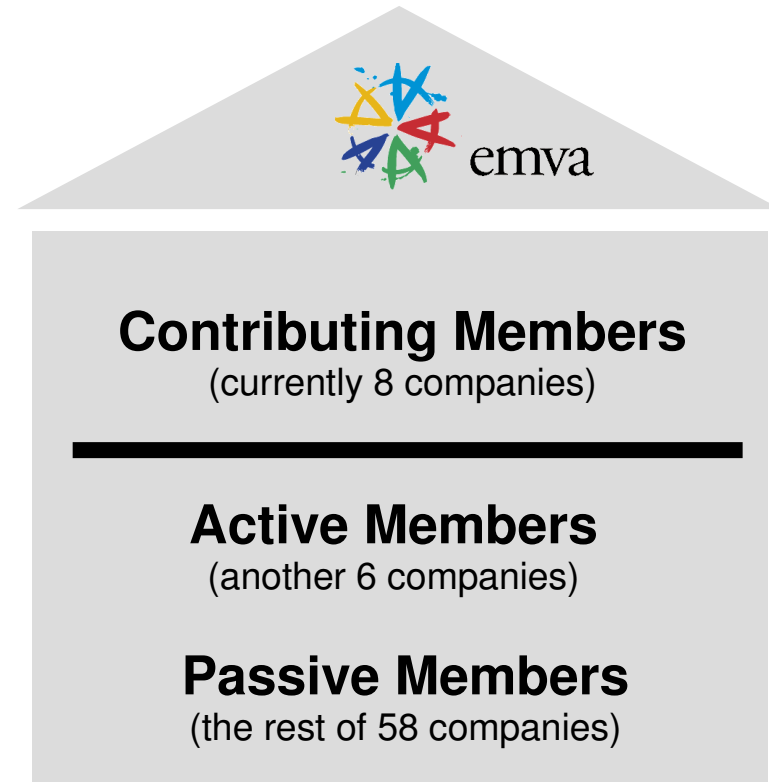 emva
Contributing Members
(currently 8 companies)
Active Members
(another 6 companies)
Passive Members
(the rest of 58 companies)